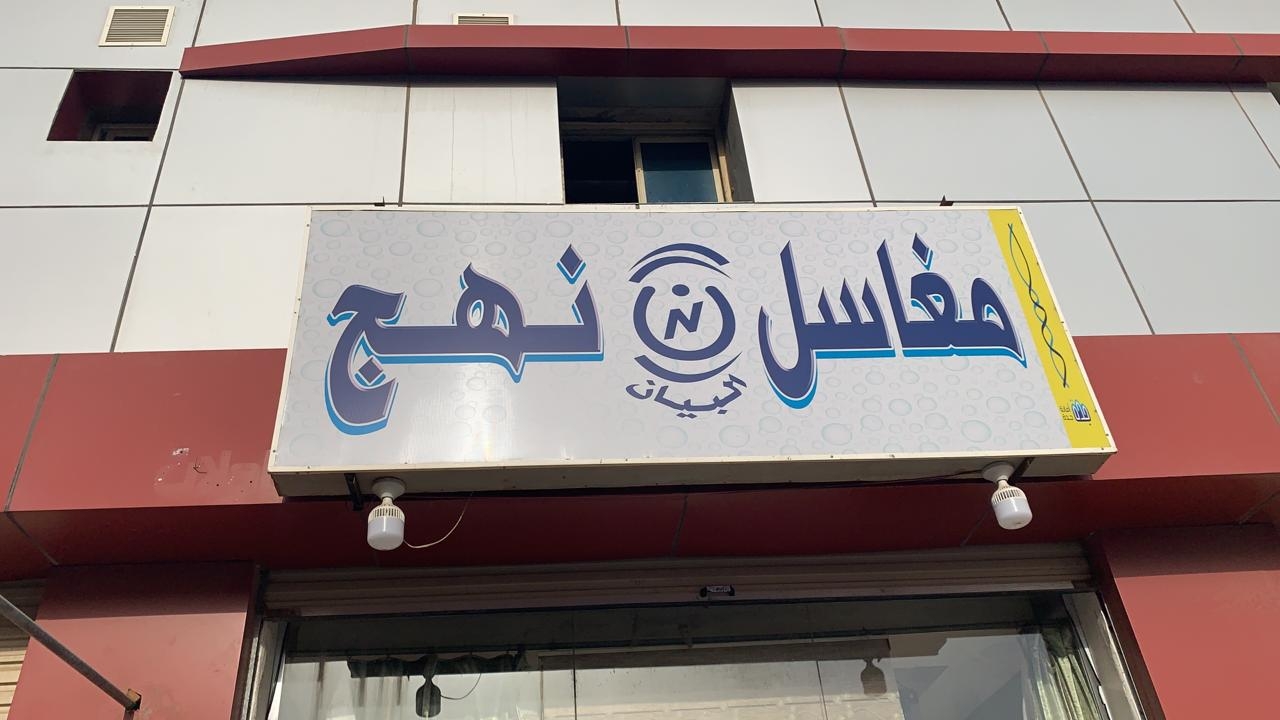 مغاسل نهج
N
البيان